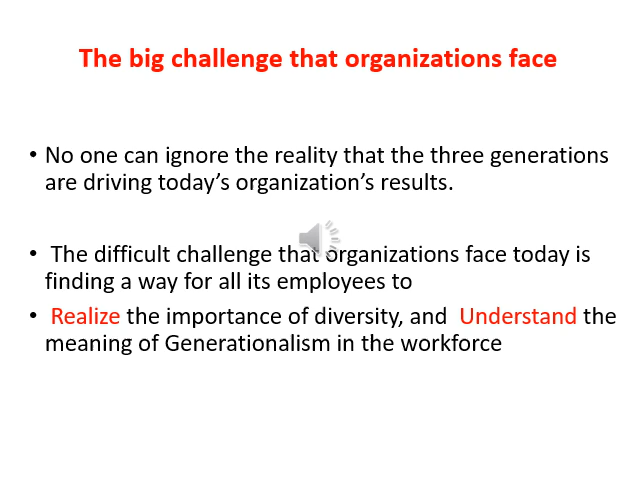 The big challenge that organizations face
• No one can ignore the reality that the three generations
are driving today’s organization’s results.
• The difficult challenge that organizations face today is
finding a way for all its employees to
• Realize the importance of diversity, and Understand the
meaning of Generationalism in the workforce